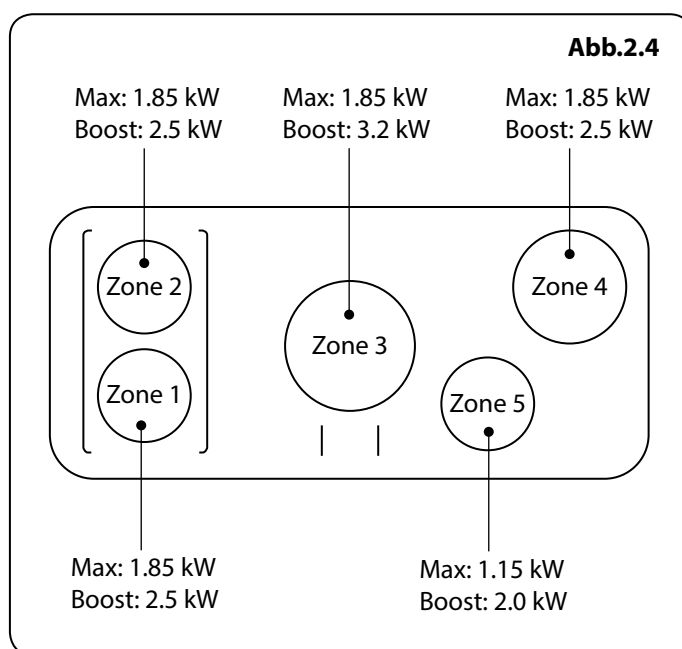 Abb.2.4
Max: 1.85 kW
Boost: 2.5 kW
Max: 1.85 kW
Boost: 3.2 kW
Max: 1.85 kW
Boost: 2.5 kW
Zone 2
Zone 4
Zone 3
Zone 1
Zone 5
Max: 1.85 kW
Boost: 2.5 kW
Max: 1.15 kW
Boost: 2.0 kW